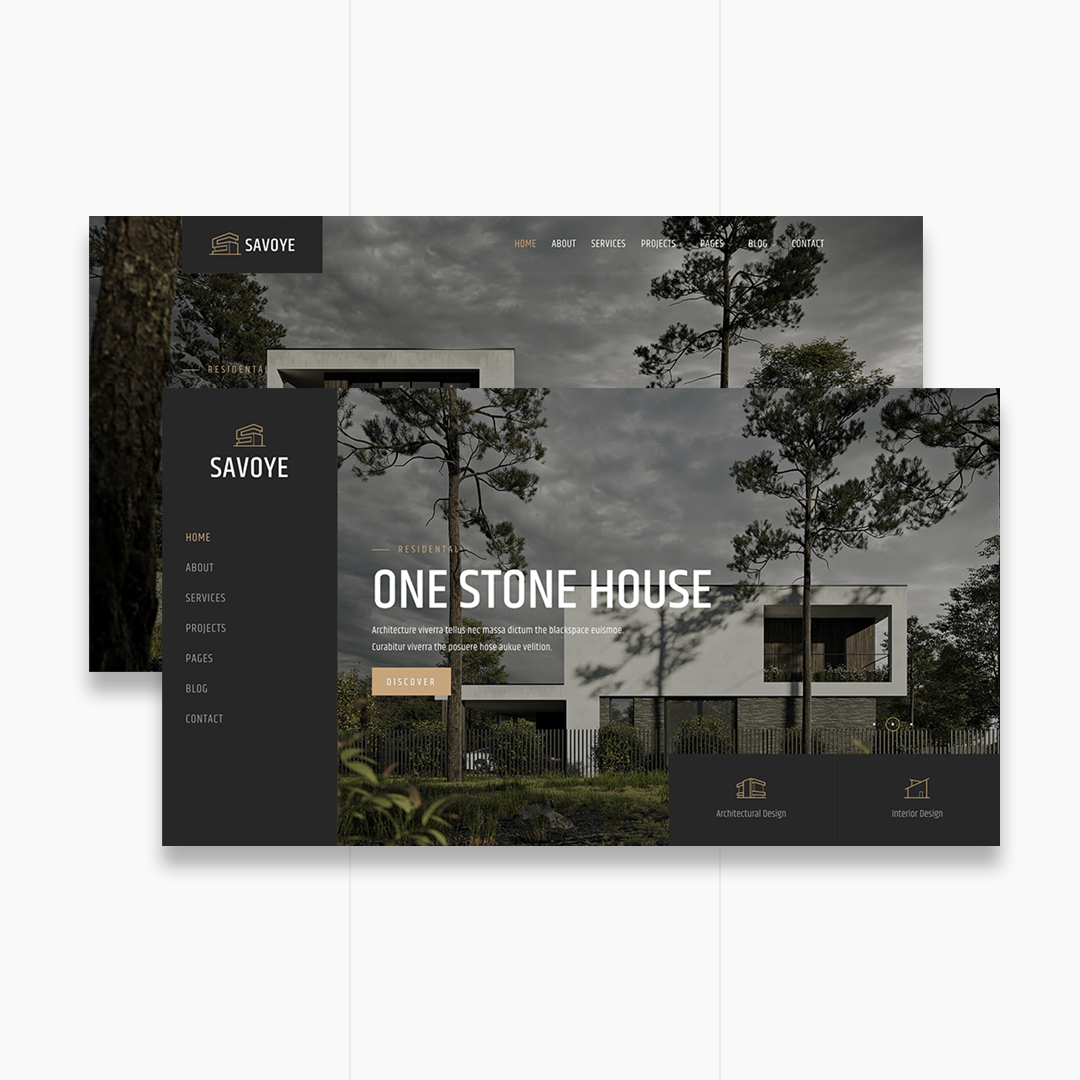 SAVOYE
HOME ABOUT SERVICES PROJECTS PAGES BLOG CONTACT
RESIDENTAL
SAVOYE
HOME
ABOUT
SERVICES
PROJECTS
PAGES
BLOG
CONTACT
RESIDENTAL
ONE STONE HOUSE
Architecture viverra tellus nec massa dictum the blackspace euismoe.
Curabitur viverra the posuere hose aukue velition.
DISCOVER
Architectural Design
Interior Design